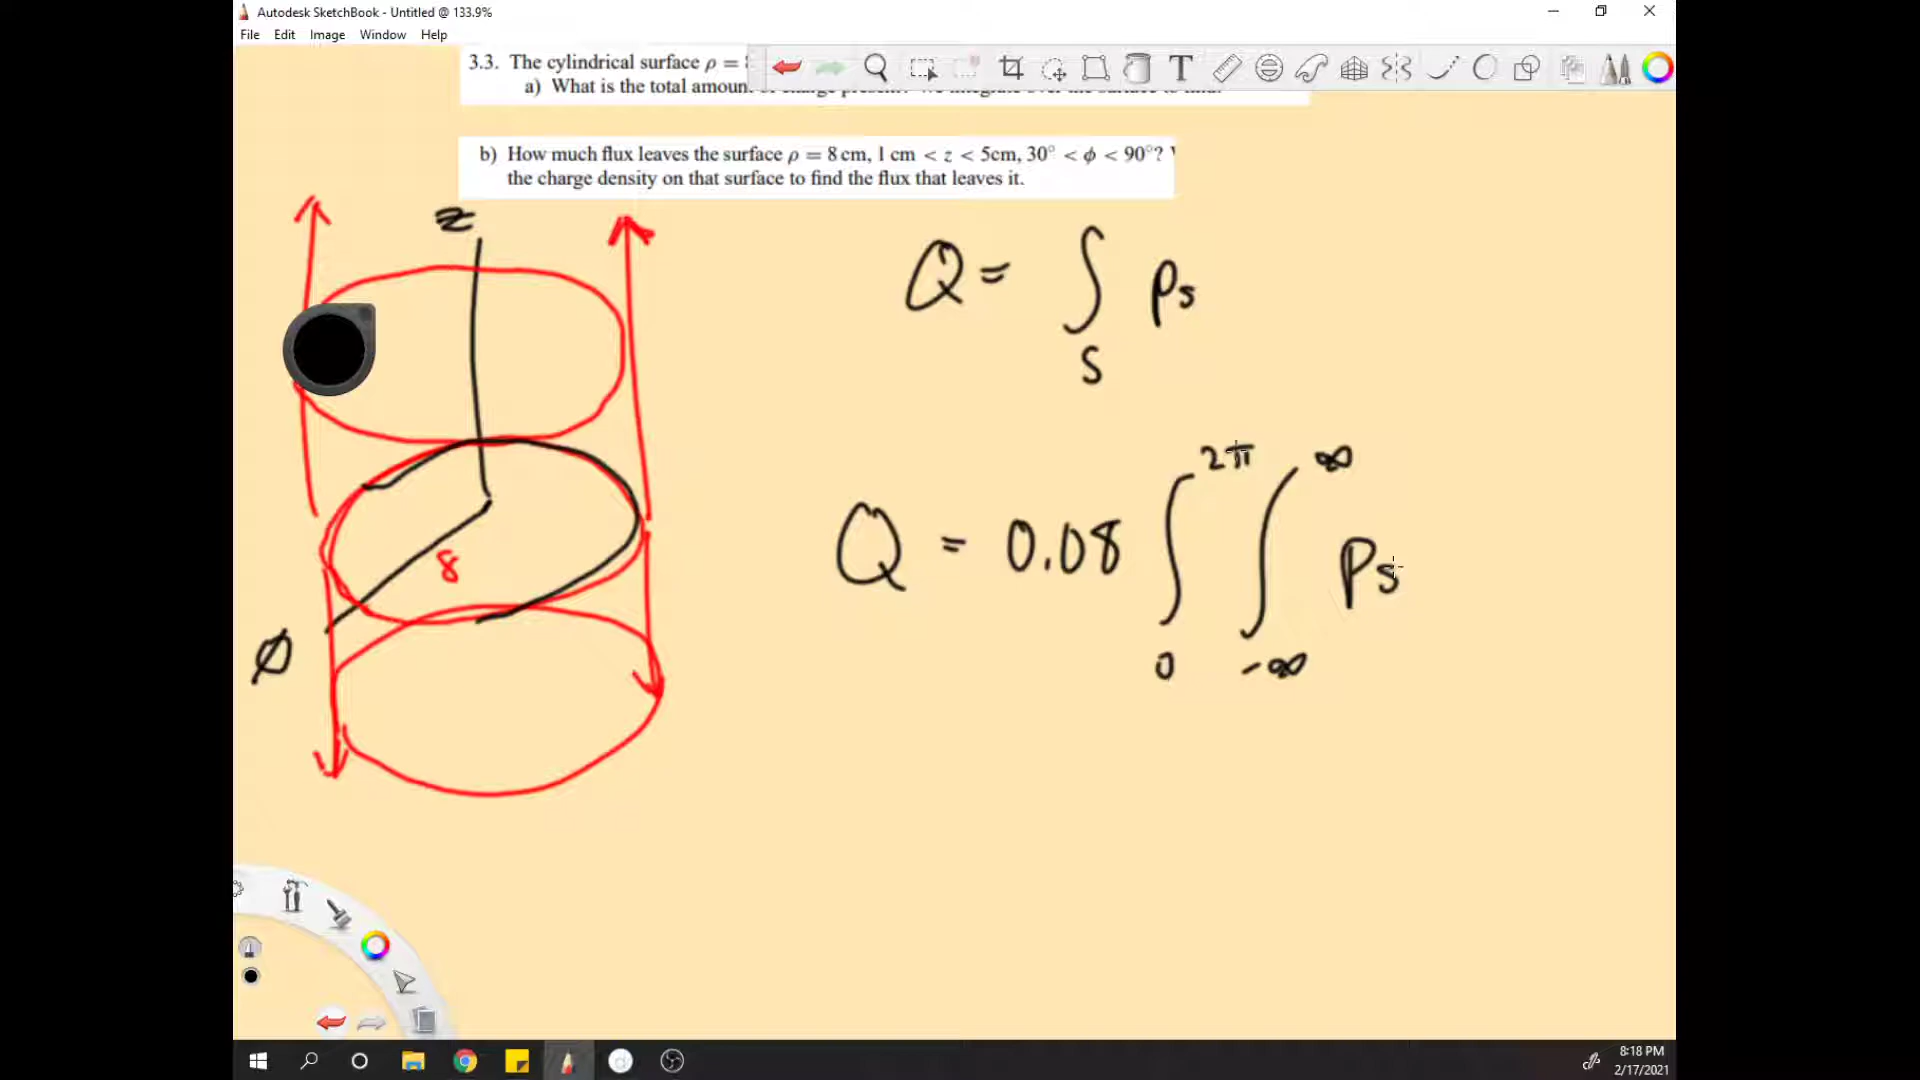 Autodesk SketchBook - Untitled @ 133.9%
File Edit Image Window Help
3.3. The cylindrical surface ρ =
a) What is the total amount
b) How much flux leaves the surface ρ = 8 cm, 1 cm < z < 5cm, 30° < ϕ < 90°?
the charge density on that surface to find the flux that leaves it.
z
Q = ∫ ρs
S
2π ∞
Q = 0.08 ∫ ∫ ρs
0 -∞
8
Ø
8:18 PM
2/17/2021